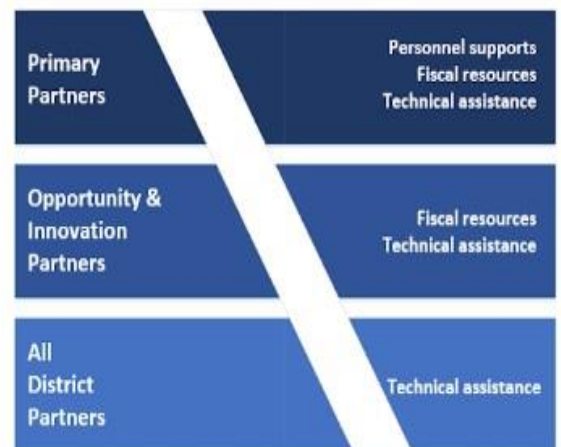 Primary
Partners
Personnel supports
Fiscal resources
Technical assistance
Opportunity &
Innovation
Partners
Fiscal resources
Technical assistance
All
District
Partners
Technical assistance